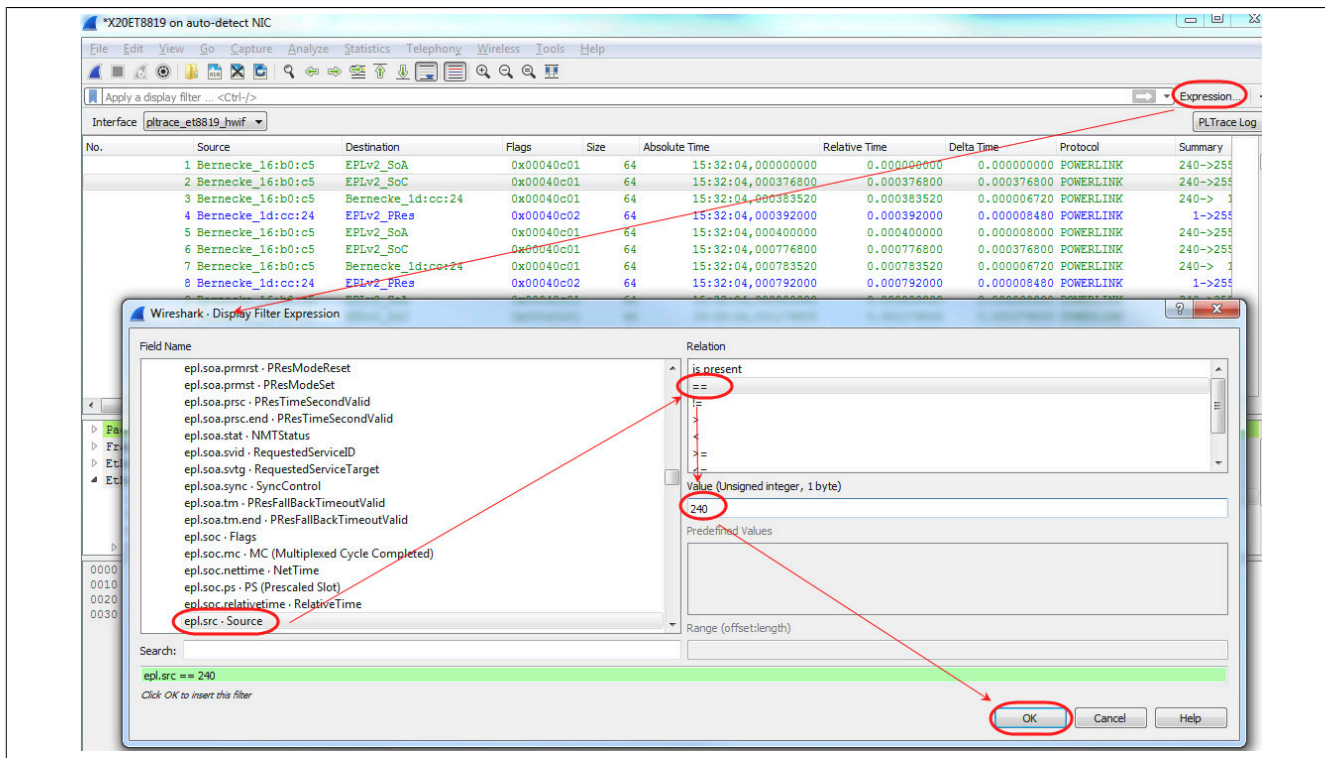 *X20ET8819 on auto-detect NIC
File Edit View Go Capture Analyze Statistics Telephony Wireless Tools Help
Apply a display filter ... <Ctrl-/>
Expression...
Interface pltrace_et8819_hwif
PLTrace Log
No. Source Destination Flags Size Absolute Time Relative Time Delta Time Protocol Summary
1 Bernecke_16:b0:c5 EPLv2_SoA 0x00040c01 64 15:32:04,000000000 0.000000000 0.000000000 POWERLINK 240->255
2 Bernecke_16:b0:c5 EPLv2_SoC 0x00040c01 64 15:32:04,000376800 0.000376800 0.000376800 POWERLINK 240->255
3 Bernecke_16:b0:c5 Bernecke_1d:cc:24 0x00040c01 64 15:32:04,000383520 0.000383520 0.000006720 POWERLINK 240-> 1
4 Bernecke_1d:cc:24 EPLv2_PRes 0x00040c02 64 15:32:04,000392000 0.000392000 0.000008480 POWERLINK 1->255
5 Bernecke_16:b0:c5 EPLv2_SoA 0x00040c01 64 15:32:04,000400000 0.000400000 0.000008000 POWERLINK 240->255
6 Bernecke_16:b0:c5 EPLv2_SoC 0x00040c01 64 15:32:04,000776800 0.000776800 0.000376800 POWERLINK 240->255
7 Bernecke_16:b0:c5 Bernecke_1d:cc:24 0x00040c01 64 15:32:04,000783520 0.000783520 0.000006720 POWERLINK 240-> 1
8 Bernecke_1d:cc:24 EPLv2_PRes 0x00040c02 64 15:32:04,000792000 0.000792000 0.000008480 POWERLINK 1->255
Wireshark · Display Filter Expression
Field Name
epl.soa.prmrst · PResModeReset
epl.soa.prmst · PResModeSet
epl.soa.prsc · PResTimeSecondValid
epl.soa.prsc.end · PResTimeSecondValid
epl.soa.stat · NMTStatus
epl.soa.svid · RequestedServiceID
epl.soa.svtg · RequestedServiceTarget
epl.soa.sync · SyncControl
epl.soa.tm · PResFallBackTimeoutValid
epl.soa.tm.end · PResFallBackTimeoutValid
epl.soc · Flags
epl.soc.mc · MC (Multiplexed Cycle Completed)
epl.soc.nettime · NetTime
epl.soc.ps · PS (Prescaled Slot)
epl.soc.relativetime · RelativeTime
epl.src · Source
Search:
epl.src == 240
Click OK to insert this filter
Relation
is present
==
!=
>
<
>=
<=
Value (Unsigned integer, 1 byte)
240
Predefined Values
Range (offset:length)
OK Cancel Help
0000
0010
0020
0030